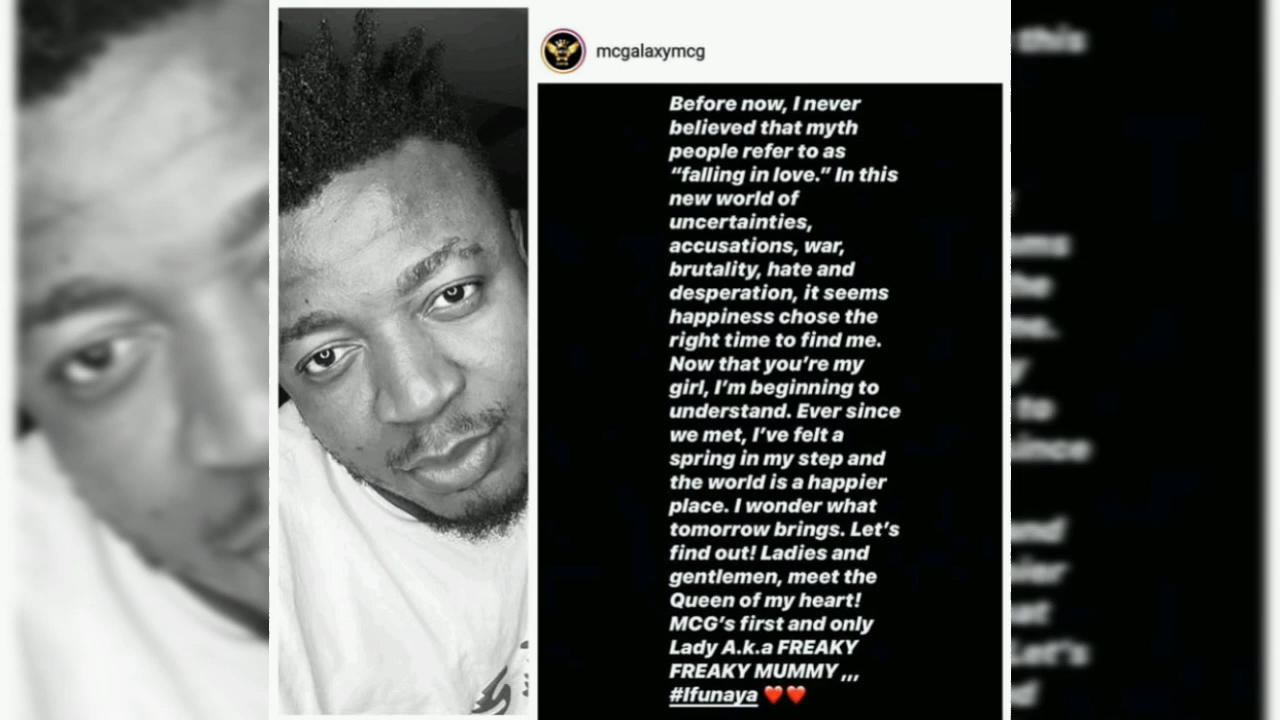 mcgalaxymcg
Before now, I never
believed that myth
people refer to as
“falling in love.” In this
new world of
uncertainties,
accusations, war,
brutality, hate and
desperation, it seems
happiness chose the
right time to find me.
Now that you’re my
girl, I’m beginning to
understand. Ever since
we met, I’ve felt a
spring in my step and
the world is a happier
place. I wonder what
tomorrow brings. Let’s
find out! Ladies and
gentlemen, meet the
Queen of my heart!
MCG’s first and only
Lady A.k.a FREAKY
FREAKY MUMMY ,,,
#Ifunaya ❤️❤️